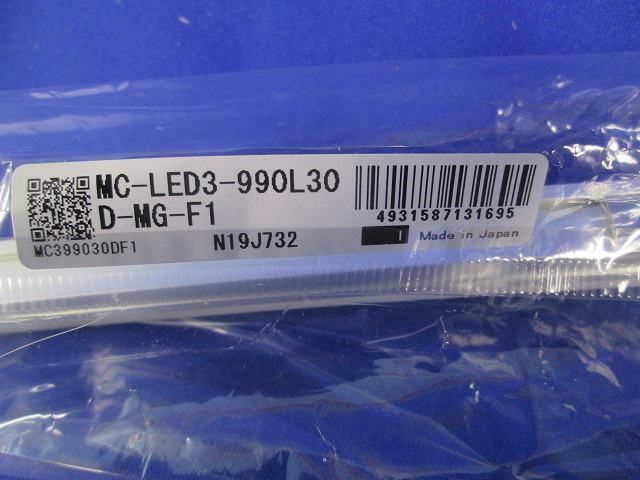 MC-LED3-990L30
D-MG-F1
MC399030DF1
N19J732
4931587131695
1
Made in Japan